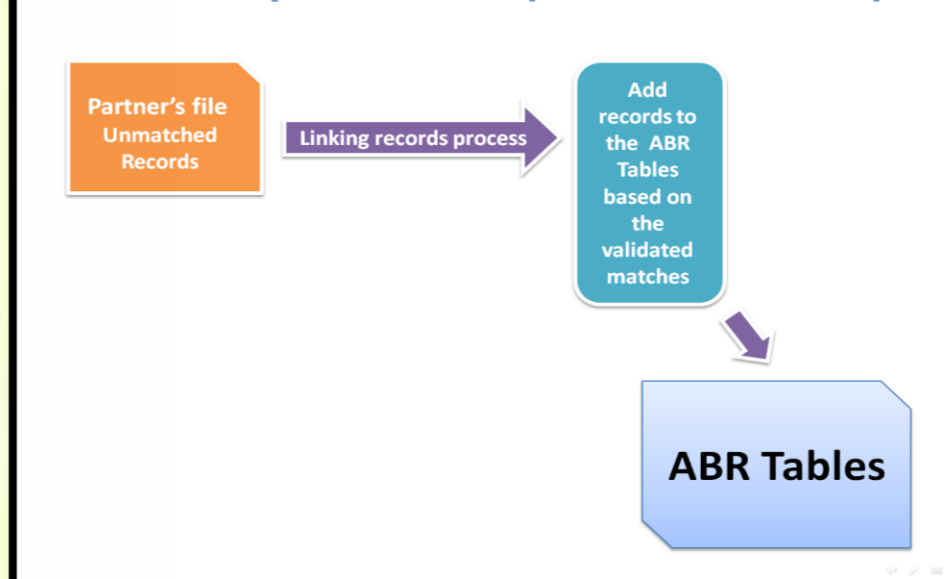 Partner's file
Unmatched
Records
Linking records process
Add
records to
the ABR
Tables
based on
the
validated
matches
ABR Tables